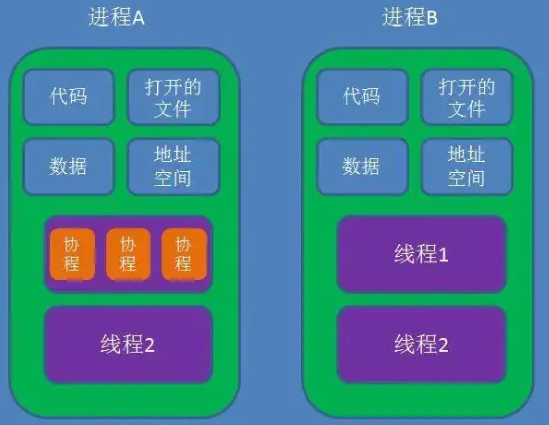 进程A
进程B
代码
打开的
文件
数据
地址
空间
协
程
协
程
协
程
线程2
代码
打开的
文件
数据
地址
空间
线程1
线程2